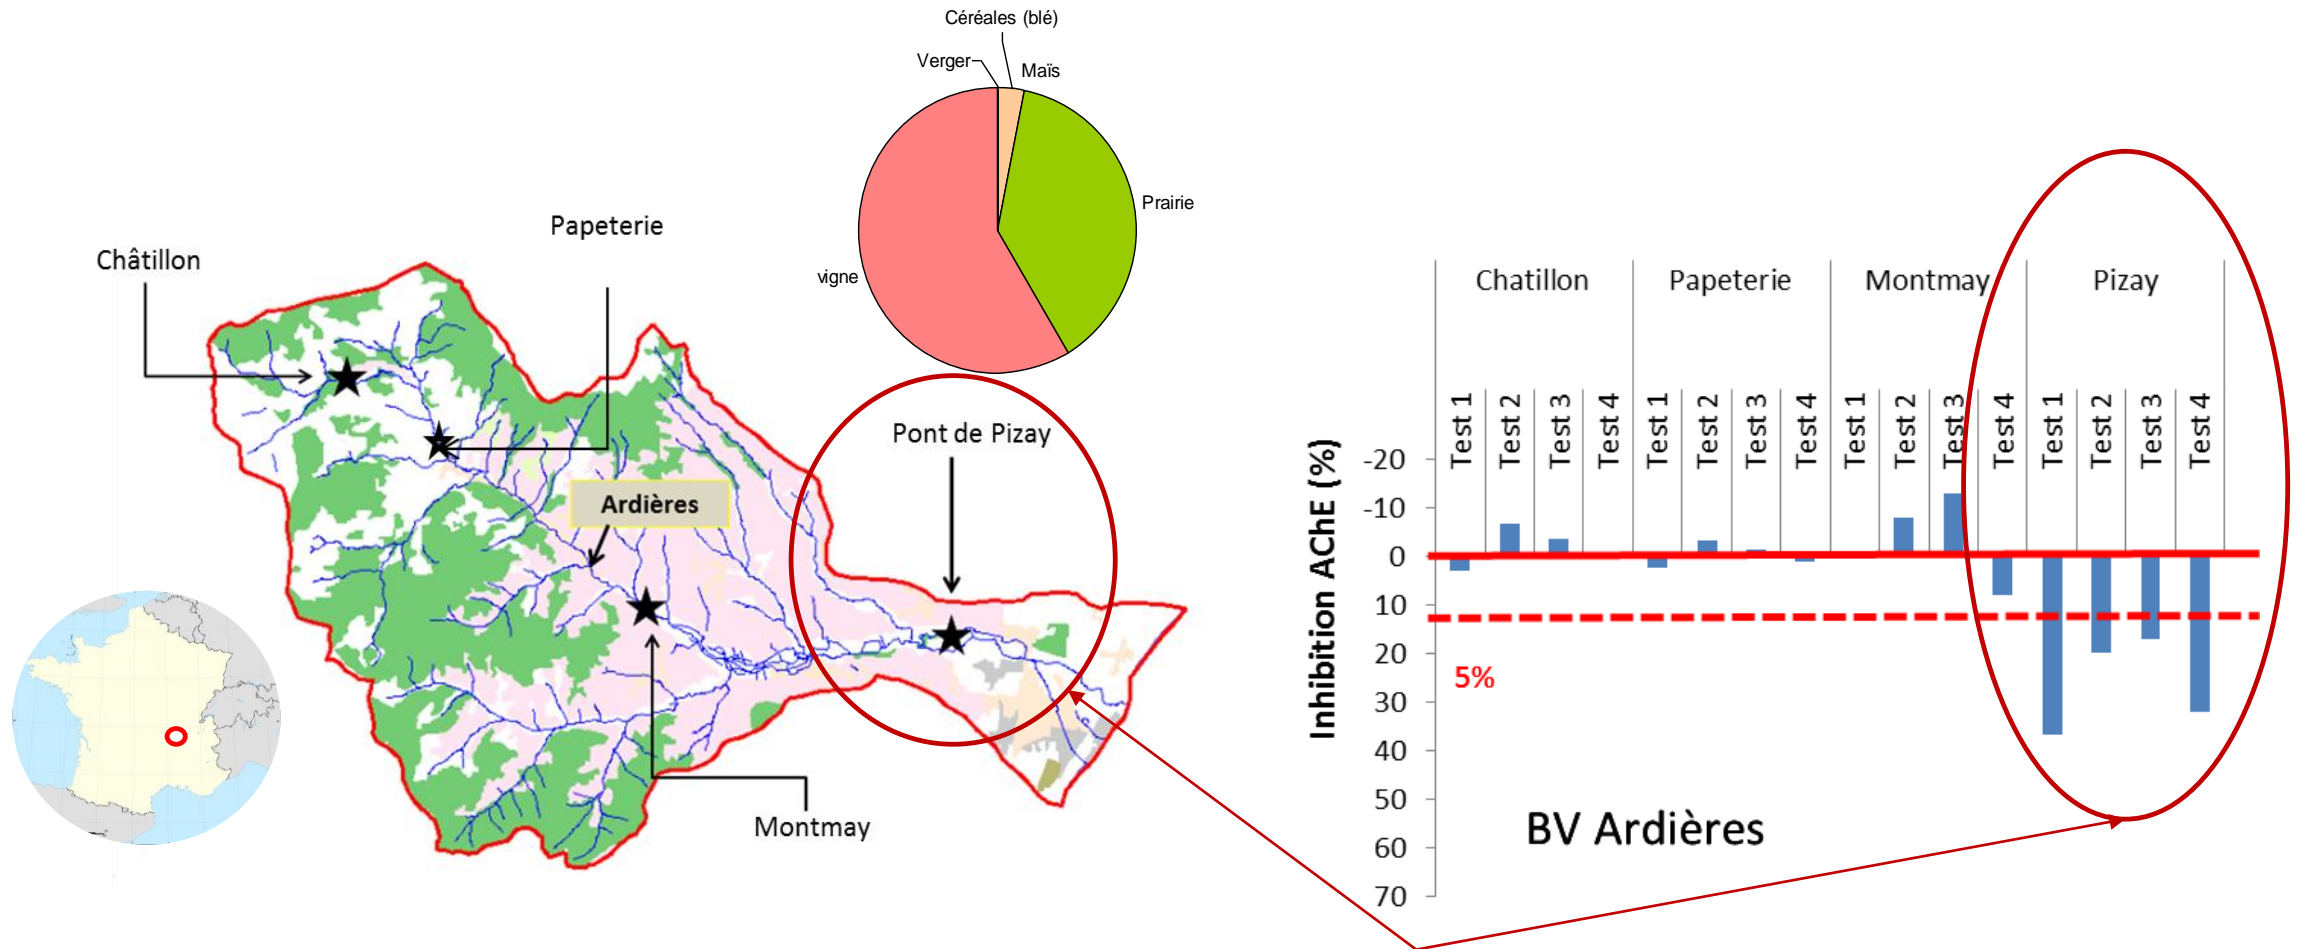 Céréales (blé)
Verger
Maïs
Prairie
vigne
Papeterie
Châtillon
Pont de Pizay
Ardières
Montmay
Chatillon
Papeterie
Montmay
Pizay
Test 1
Test 2
Test 3
Test 4
Test 1
Test 2
Test 3
Test 4
Test 1
Test 2
Test 3
Test 4
Test 1
Test 2
Test 3
Test 4
Inhibition AChE (%)
-20
-10
0
10
20
30
40
50
60
70
5%
BV Ardières